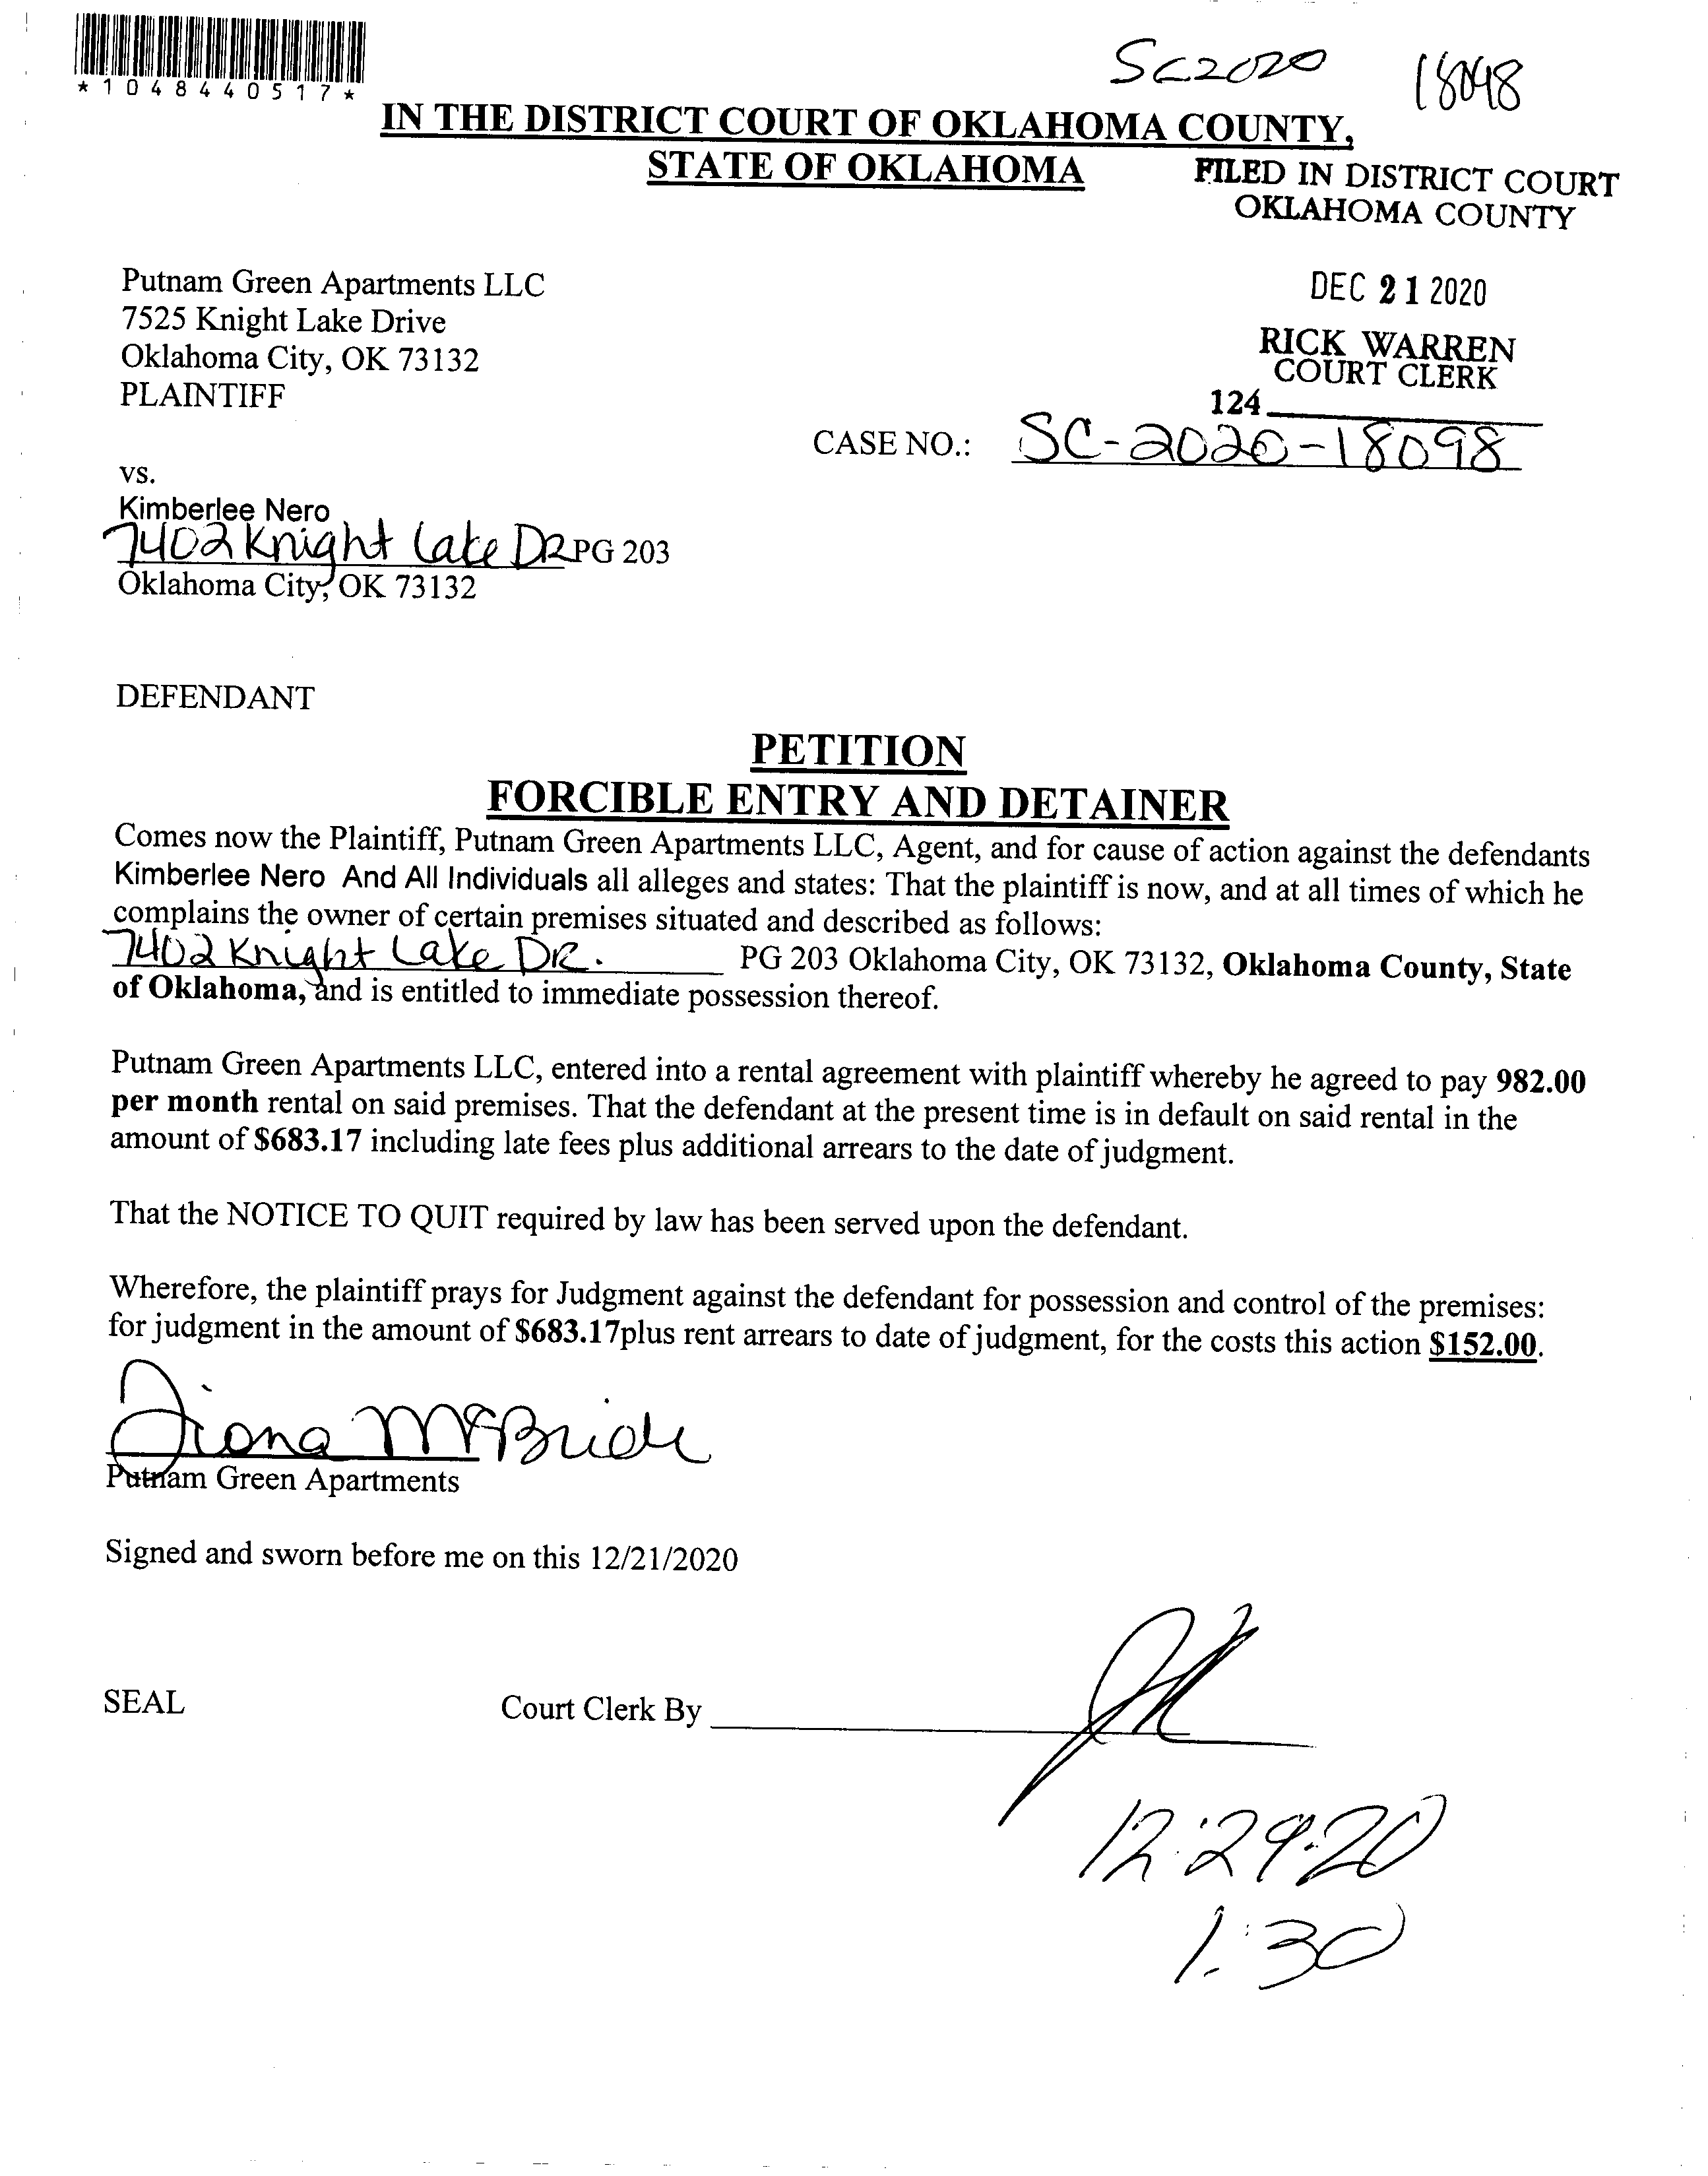 *1048440517*
SC2020 18098
IN THE DISTRICT COURT OF OKLAHOMA COUNTY,
STATE OF OKLAHOMA
FILED IN DISTRICT COURT
OKLAHOMA COUNTY
DEC 21 2020
RICK WARREN
COURT CLERK
124
Putnam Green Apartments LLC
7525 Knight Lake Drive
Oklahoma City, OK 73132
PLAINTIFF
CASE NO.: SC-2020-18098
vs.
Kimberlee Nero
7402 Knight Lake DR PG 203
Oklahoma City, OK 73132
DEFENDANT
PETITION
FORCIBLE ENTRY AND DETAINER
Comes now the Plaintiff, Putnam Green Apartments LLC, Agent, and for cause of action against the defendants
Kimberlee Nero And All Individuals all alleges and states: That the plaintiff is now, and at all times of which he
complains the owner of certain premises situated and described as follows:
7402 Knight Lake DR. PG 203 Oklahoma City, OK 73132, Oklahoma County, State
of Oklahoma, and is entitled to immediate possession thereof.
Putnam Green Apartments LLC, entered into a rental agreement with plaintiff whereby he agreed to pay 982.00
per month rental on said premises. That the defendant at the present time is in default on said rental in the
amount of $683.17 including late fees plus additional arrears to the date of judgment.
That the NOTICE TO QUIT required by law has been served upon the defendant.
Wherefore, the plaintiff prays for Judgment against the defendant for possession and control of the premises:
for judgment in the amount of $683.17plus rent arrears to date of judgment, for the costs this action $152.00.
Fiona McBride
Putnam Green Apartments
Signed and sworn before me on this 12/21/2020
SEAL Court Clerk By
12:29:20
1:30